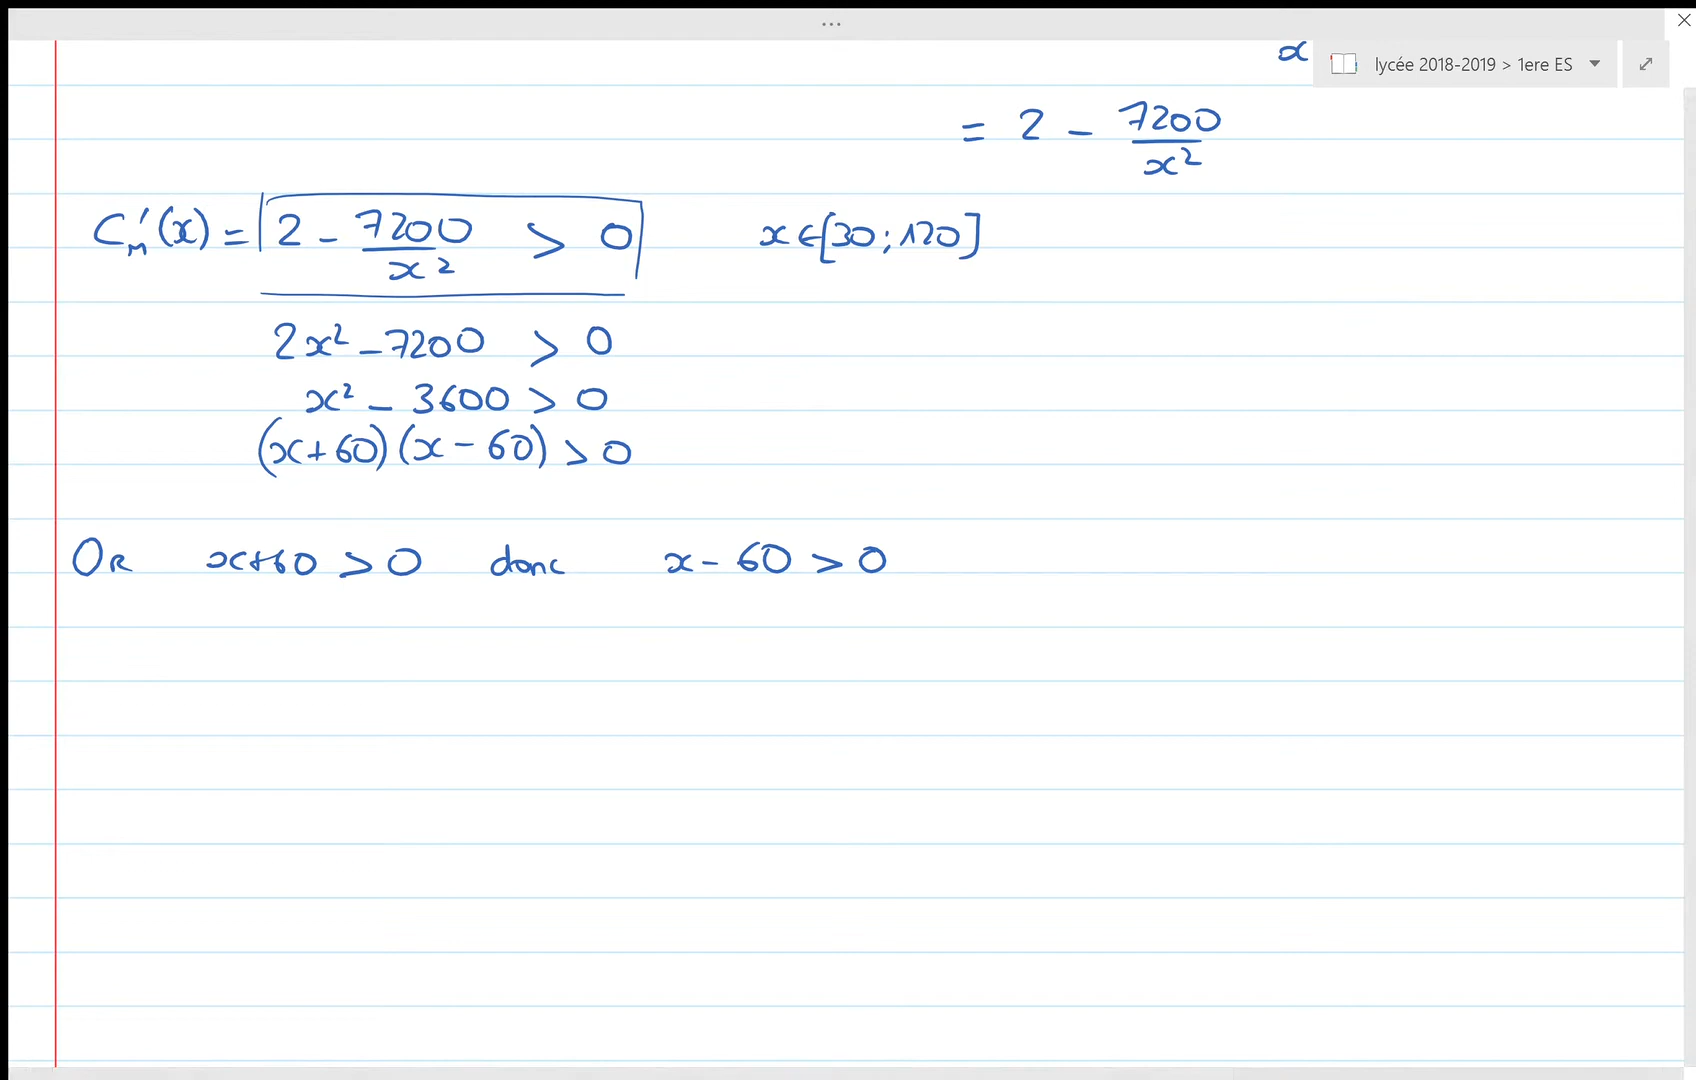 ...
x
lycée 2018-2019 > 1ere ES
= 2 - 7200/x²
C'ₘ(x) = 2 - 7200/x² > 0 x ∈ [30 ; 120]
2x² - 7200 > 0
x² - 3600 > 0
(x+60)(x-60) > 0
OR x+60 > 0 donc x-60 > 0